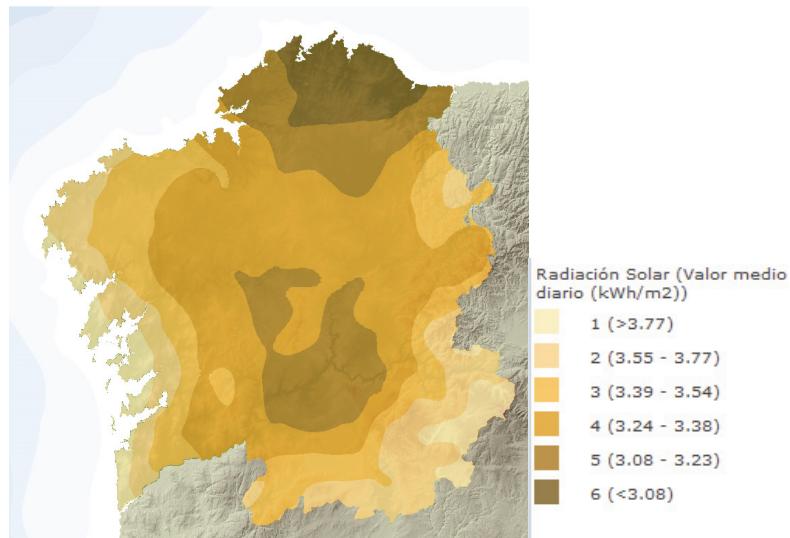 Radiación Solar (Valor medio
diario (kWh/m2))
1 (>3.77)
2 (3.55 - 3.77)
3 (3.39 - 3.54)
4 (3.24 - 3.38)
5 (3.08 - 3.23)
6 (<3.08)